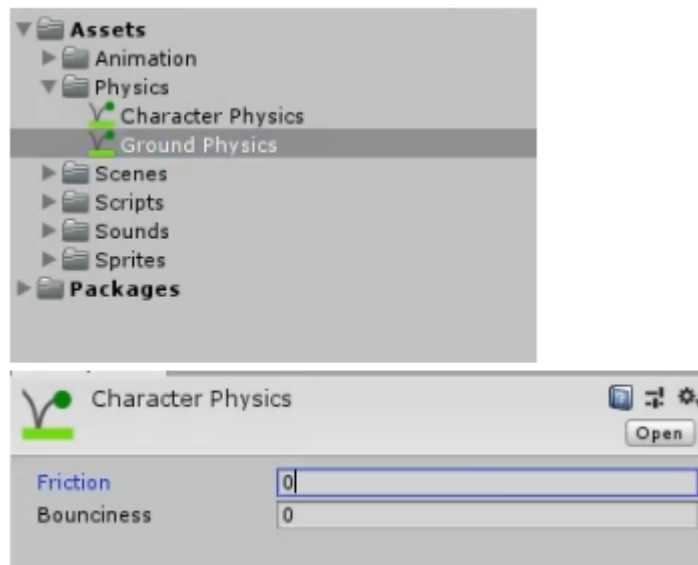 Assets
Animation
Physics
Character Physics
Ground Physics
Scenes
Scripts
Sounds
Sprites
Packages
Character Physics
Open
Friction 0
Bounciness 0